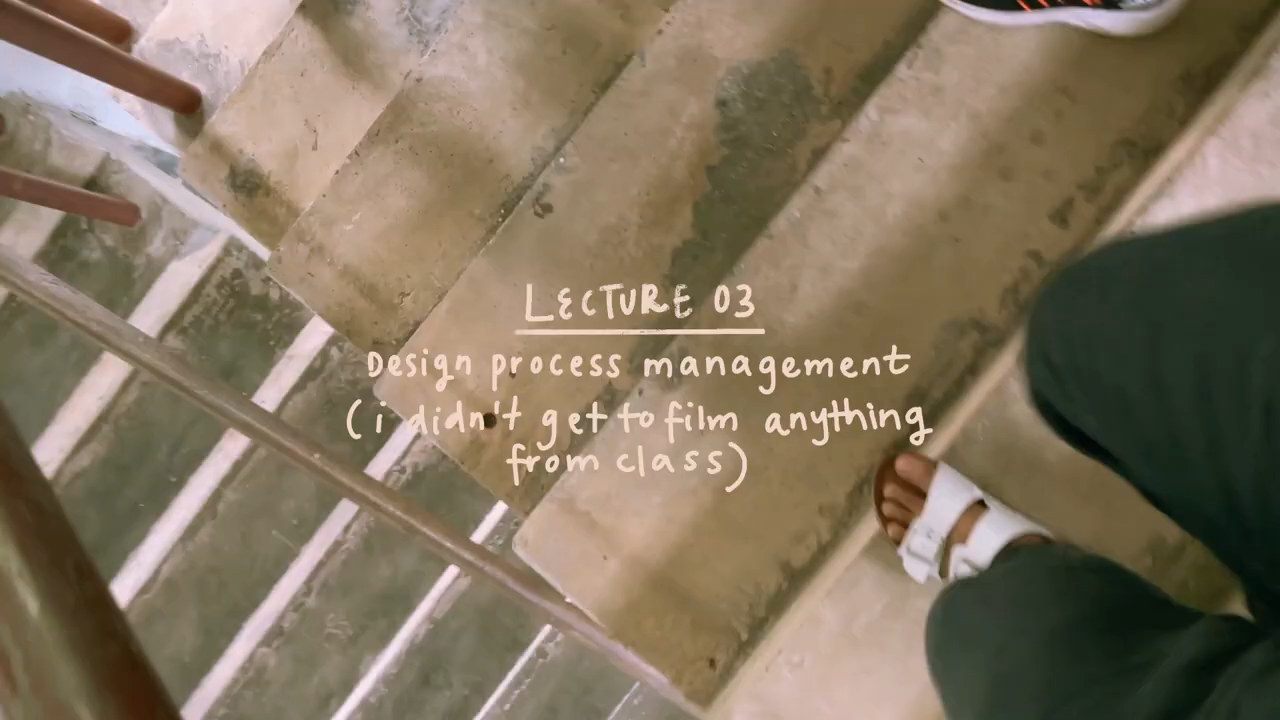 LECTURE 03
Design process management
(i didn't get to film anything
from class)